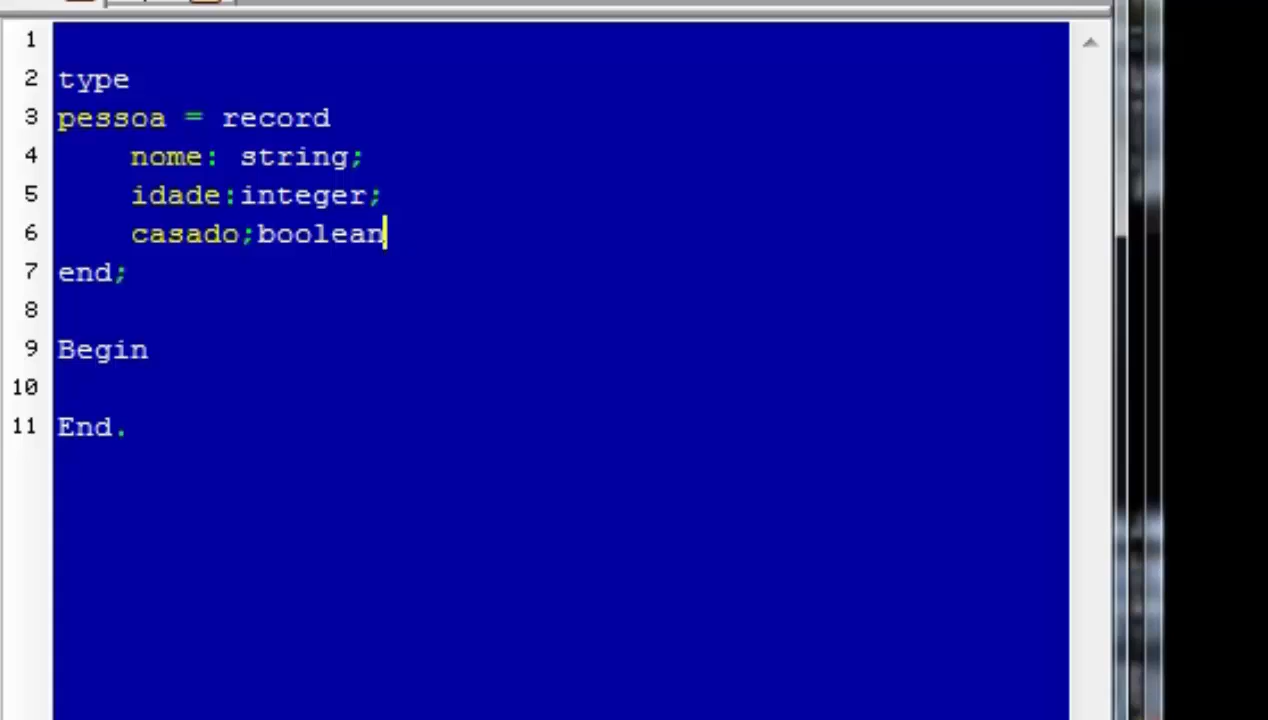 1
2 type
3 pessoa = record
4     nome: string;
5     idade:integer;
6     casado;boolean
7 end;
8
9 Begin
10
11 End.